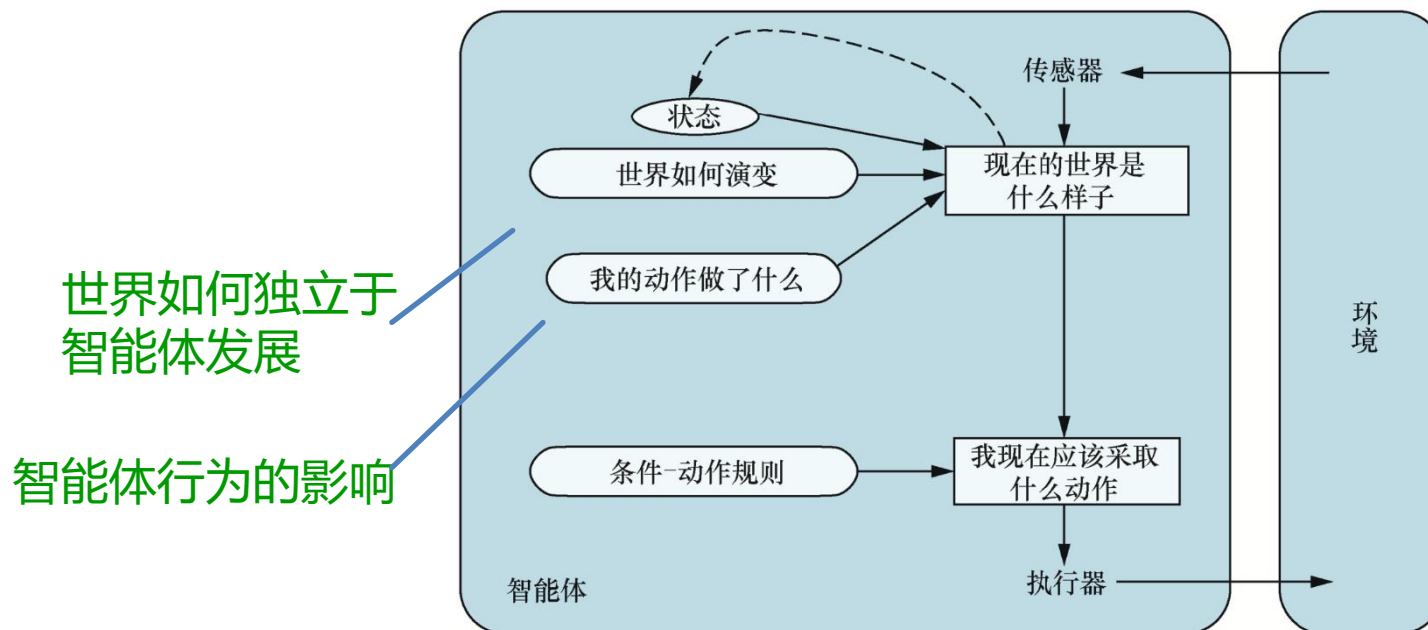 传感器
状态
现在的世界是
什么样子
世界如何演变
我的动作做了什么
世界如何独立于
智能体发展
环
境
智能体行为的影响
条件-动作规则
我现在应该采取
什么动作
执行器
智能体